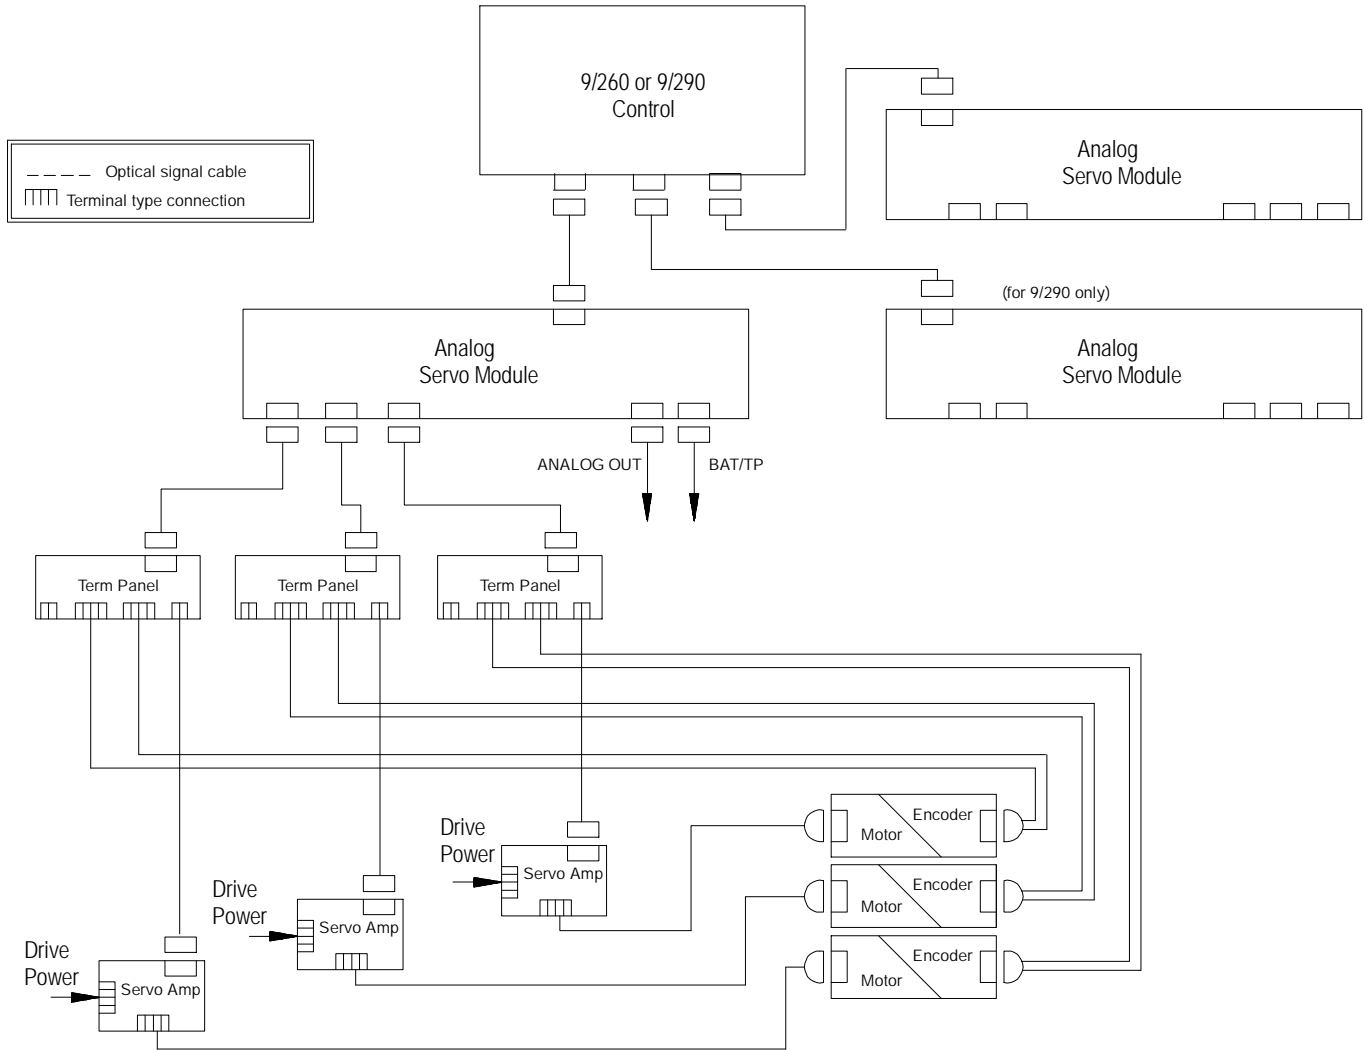 9/260 or 9/290
Control
Optical signal cable
Terminal type connection
Analog
Servo Module
(for 9/290 only)
Analog
Servo Module
Analog
Servo Module
ANALOG OUT
BAT/TP
Term Panel
Term Panel
Term Panel
Drive
Power
Servo Amp
Drive
Power
Servo Amp
Drive
Power
Servo Amp
Encoder
Motor
Encoder
Motor
Encoder
Motor